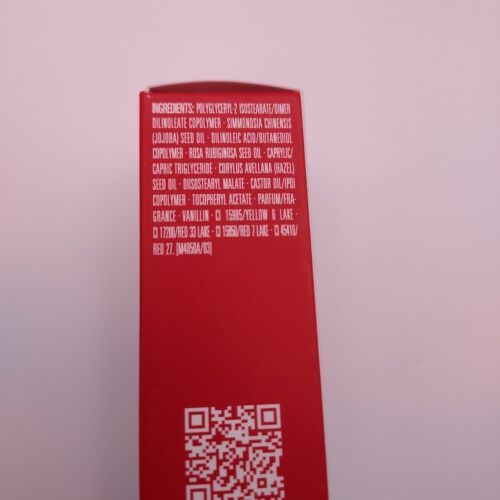 INGREDIENTS: POLYGLYCERYL-2 ISOSTEARATE/DIMER
DILINOLEATE COPOLYMER · SIMMONDSIA CHINENSIS
(JOJOBA) SEED OIL · DILINOLEIC ACID/BUTANEDIOL
COPOLYMER · ROSA RUBIGINOSA SEED OIL · CAPRYLIC/
CAPRIC TRIGLYCERIDE · CORYLUS AVELLANA (HAZEL)
SEED OIL · DIISOSTEARYL MALATE · CASTOR OIL/IPDI
COPOLYMER · TOCOPHERYL ACETATE · PARFUM/FRA-
GRANCE · VANILLIN · CI 15985/YELLOW 6 LAKE ·
CI 17200/RED 33 LAKE · CI 15850/RED 7 LAKE · CI 45410/
RED 27. [M4050A/03]